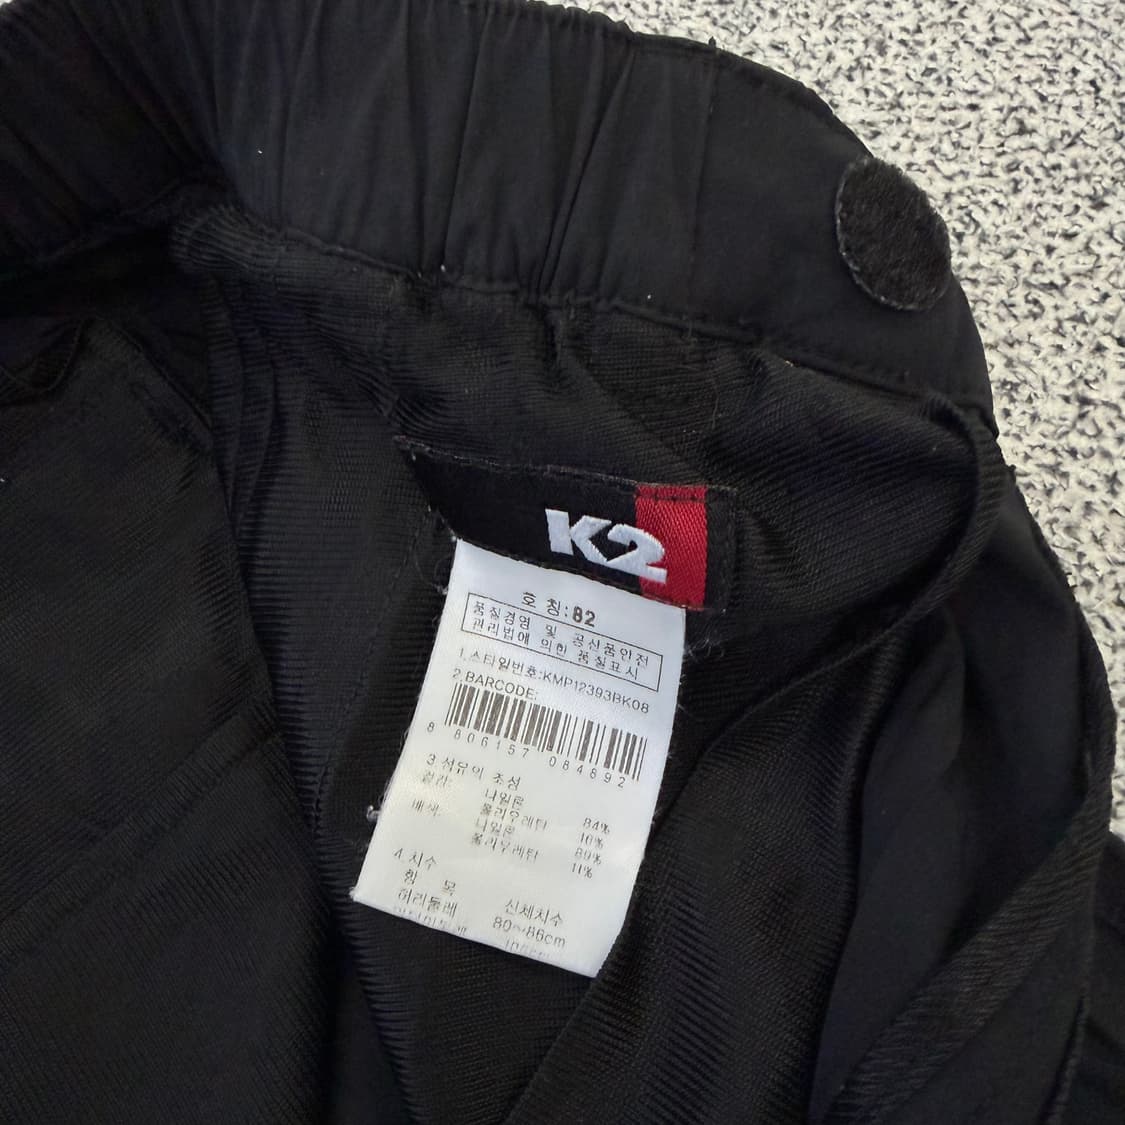 K2
호 칭:82
품질경영 및 공산품안전
관리법에 의한 품질표시
1.스타일번호:KMP12393BK08
2.BARCODE:
8 806157 084892
3.섬유의 조성
겉감: 나일론 84%
폴리우레탄 16%
배색: 나일론 89%
폴리우레탄 11%
4.치수
항 목 신체치수
허리둘레 80~86cm